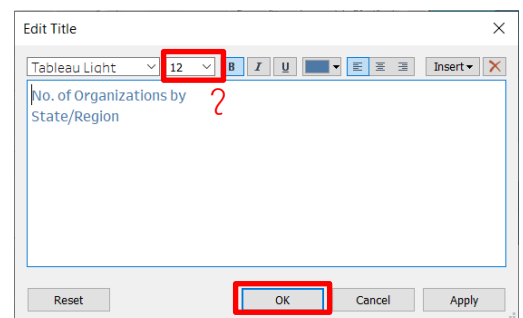 Edit Title
Tableau Light 12 B I U Insert
No. of Organizations by
State/Region
2
Reset OK Cancel Apply